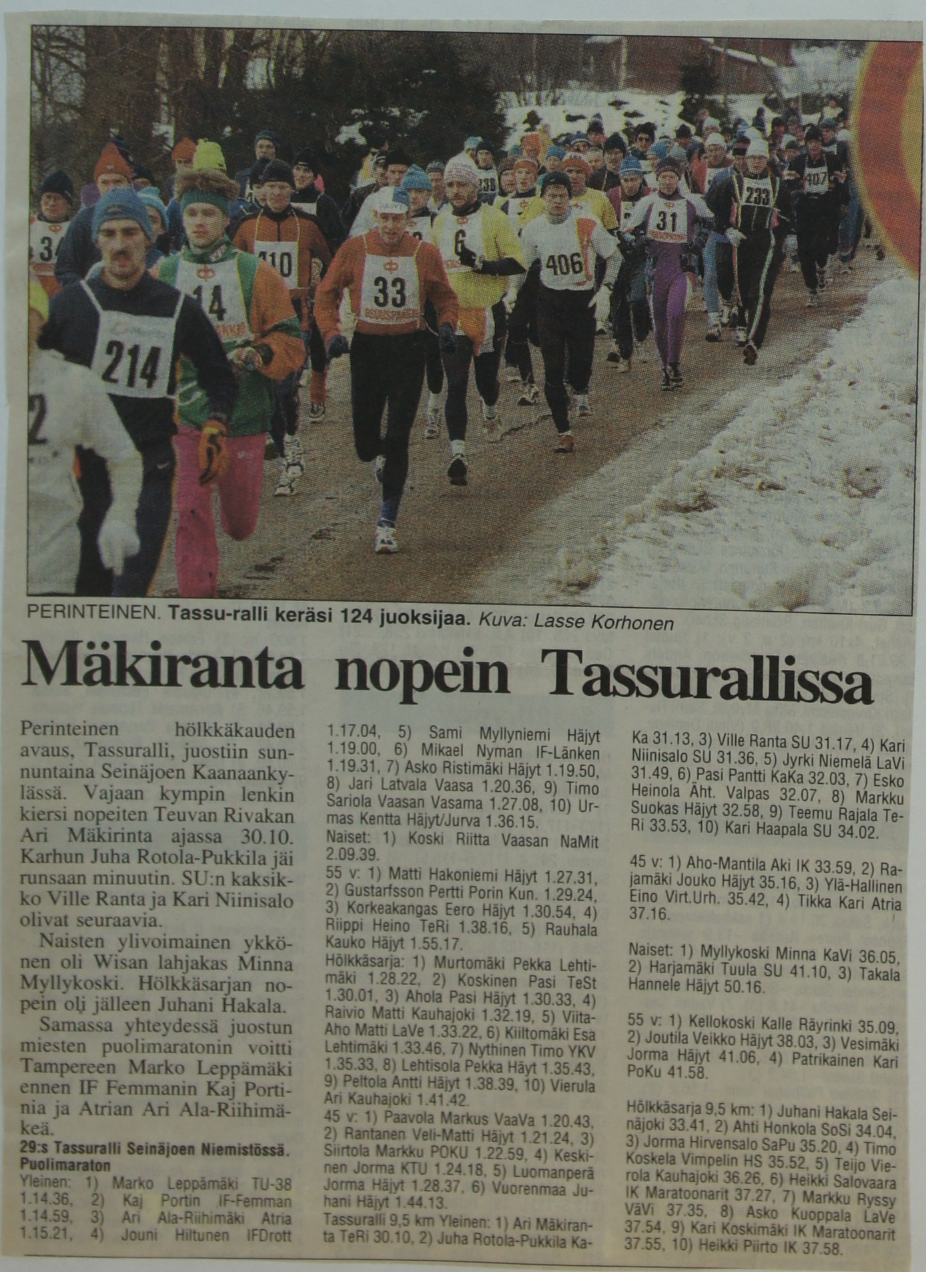 34
214
2
14
410
33
OSUUSPANKKI
6
238
406
31
233
407
PERINTEINEN. Tassu-ralli keräsi 124 juoksijaa. Kuva: Lasse Korhonen
Mäkiranta nopein Tassurallissa
Perinteinen hölkkäkauden
avaus, Tassuralli, juostiin sun-
nuntaina Seinäjoen Kaanaanky-
lässä. Vajaan kympin lenkin
kiersi nopeiten Teuvan Rivakan
Ari Mäkirinta ajassa 30.10.
Karhun Juha Rotola-Pukkila jäi
runsaan minuutin. SU:n kaksik-
ko Ville Ranta ja Kari Niinisalo
olivat seuraavia.
Naisten ylivoimainen ykkö-
nen oli Wisan lahjakas Minna
Myllykoski. Hölkkäsarjan no-
pein oli jälleen Juhani Hakala.
Samassa yhteydessä juostun
miesten puolimaratonin voitti
Tampereen Marko Leppämäki
ennen IF Femmanin Kaj Porti-
nia ja Atrian Ari Ala-Riihimä-
keä.
29:s Tassuralli Seinäjoen Niemistössä.
Puolimaraton
Yleinen: 1) Marko Leppämäki TU-38
1.14.36, 2) Kaj Portin IF-Femman
1.14.59, 3) Ari Ala-Riihimäki Atria
1.15.21, 4) Jouni Hiltunen IFDrott
1.17.04, 5) Sami Myllyniemi Häjyt
1.19.00, 6) Mikael Nyman IF-Länken
1.19.31, 7) Asko Ristimäki Häjyt 1.19.50,
8) Jari Latvala Vaasa 1.20.36, 9) Timo
Sariola Vaasan Vasama 1.27.08, 10) Ur-
mas Kentta Häjyt/Jurva 1.36.15.
Naiset: 1) Koski Riitta Vaasan NaMit
2.09.39.
55 v: 1) Matti Hakoniemi Häjyt 1.27.31,
2) Gustarfsson Pertti Porin Kun. 1.29.24,
3) Korkeakangas Eero Häjyt 1.30.54, 4)
Riippi Heino TeRi 1.38.16, 5) Rauhala
Kauko Häjyt 1.55.17.
Hölkkäsarja: 1) Murtomäki Pekka Lehti-
mäki 1.28.22, 2) Koskinen Pasi TeSt
1.30.01, 3) Ahola Pasi Häjyt 1.30.33, 4)
Raivio Matti Kauhajoki 1.32.19, 5) Viita-
Aho Matti LaVe 1.33.22, 6) Kiiltomäki Esa
Lehtimäki 1.33.46, 7) Nythinen Timo YKV
1.35.33, 8) Lehtisola Pekka Häyt 1.35.43,
9) Peltola Antti Häjyt 1.38.39, 10) Vierula
Ari Kauhajoki 1.41.42.
45 v: 1) Paavola Markus VaaVa 1.20.43,
2) Rantanen Veli-Matti Häjyt 1.21.24, 3)
Siirtola Markku POKU 1.22.59, 4) Keski-
nen Jorma KTU 1.24.18, 5) Luomanperä
Jorma Häjyt 1.28.37, 6) Vuorenmaa Ju-
hani Häjyt 1.44.13.
Tassuralli 9,5 km Yleinen: 1) Ari Mäkiran-
ta TeRi 30.10, 2) Juha Rotola-Pukkila Ka-
Ka 31.13, 3) Ville Ranta SU 31.17, 4) Kari
Niinisalo SU 31.36, 5) Jyrki Niemelä LaVi
31.49, 6) Pasi Pantti KaKa 32.03, 7) Esko
Heinola Äht. Valpas 32.07, 8) Markku
Suokas Häjyt 32.58, 9) Teemu Rajala Te-
Ri 33.53, 10) Kari Haapala SU 34.02.
45 v: 1) Aho-Mantila Aki IK 33.59, 2) Ra-
jamäki Jouko Häjyt 35.16, 3) Ylä-Hallinen
Eino Virt.Urh. 35.42, 4) Tikka Kari Atria
37.16.
Naiset: 1) Myllykoski Minna KaVi 36.05,
2) Harjamäki Tuula SU 41.10, 3) Takala
Hannele Häjyt 50.16.
55 v: 1) Kellokoski Kalle Räyrinki 35.09,
2) Joutila Veikko Häjyt 38.03, 3) Vesimäki
Jorma Häjyt 41.06, 4) Patrikainen Kari
PoKu 41.58.
Hölkkäsarja 9,5 km: 1) Juhani Hakala Sei-
näjoki 33.41, 2) Ahti Honkola SoSi 34.04,
3) Jorma Hirvensalo SaPu 35.20, 4) Timo
Koskela Vimpelin HS 35.52, 5) Teijo Vie-
rola Kauhajoki 36.26, 6) Heikki Salovaara
IK Maratoonarit 37.27, 7) Markku Ryssy
VäVi 37.35, 8) Asko Kuoppala LaVe
37.54, 9) Kari Koskimäki IK Maratoonarit
37.55, 10) Heikki Piirto IK 37.58.